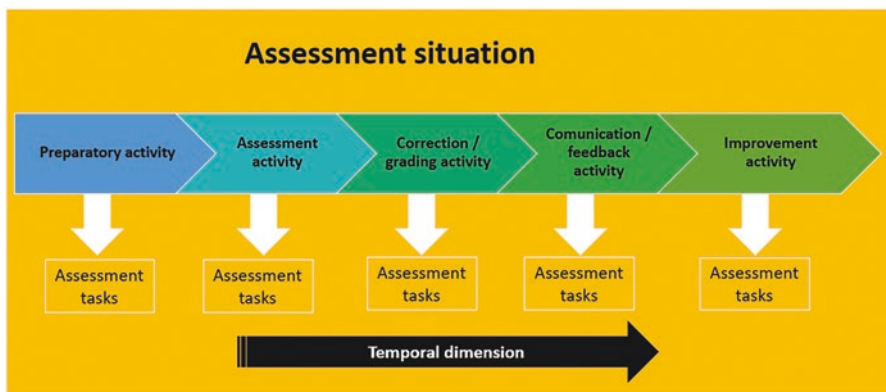 Assessment situation
Preparatory activity
Assessment
activity
Correction /
grading activity
Comunication /
feedback
activity
Improvement
activity
Assessment
tasks
Assessment
tasks
Assessment
tasks
Assessment
tasks
Assessment
tasks
Temporal dimension